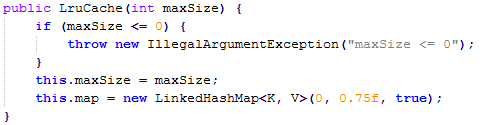 public LruCache(int maxSize) {
    if (maxSize <= 0) {
        throw new IllegalArgumentException("maxSize <= 0");
    }
    this.maxSize = maxSize;
    this.map = new LinkedHashMap<K, V>(0, 0.75f, true);
}